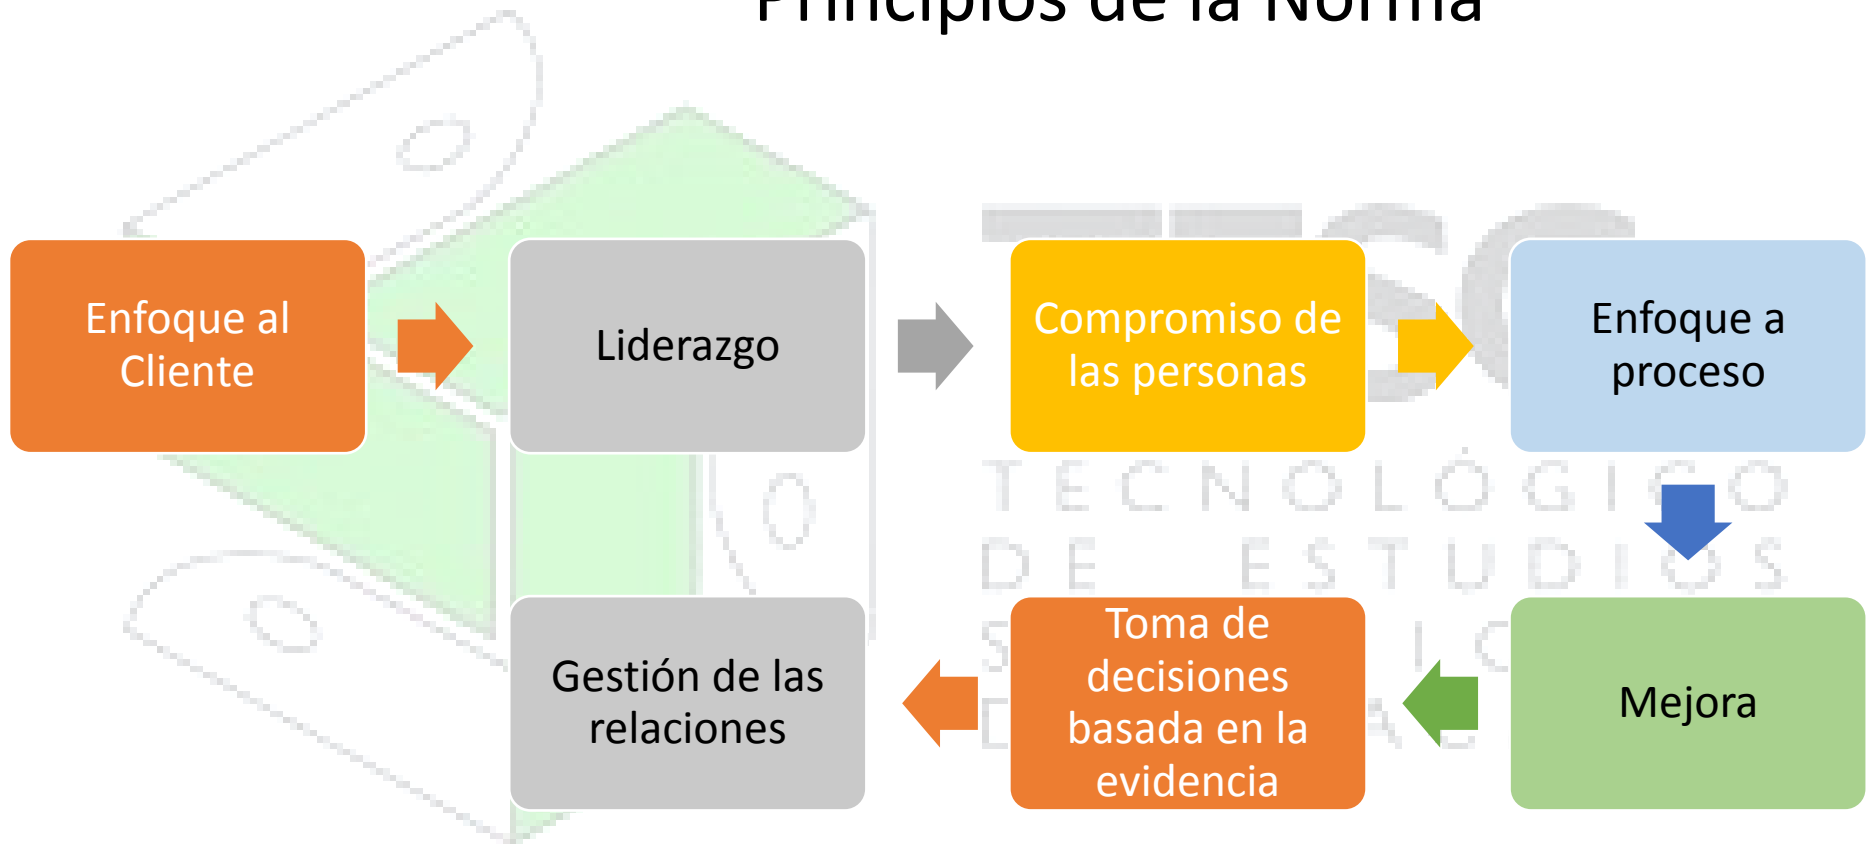 Principios de la Norma
Enfoque al
Cliente
Liderazgo
Compromiso de
las personas
Enfoque a
proceso
TECNOLÓGICO
DE ESTUDIOS
Gestión de las
relaciones
Toma de
decisiones
basada en la
evidencia
Mejora